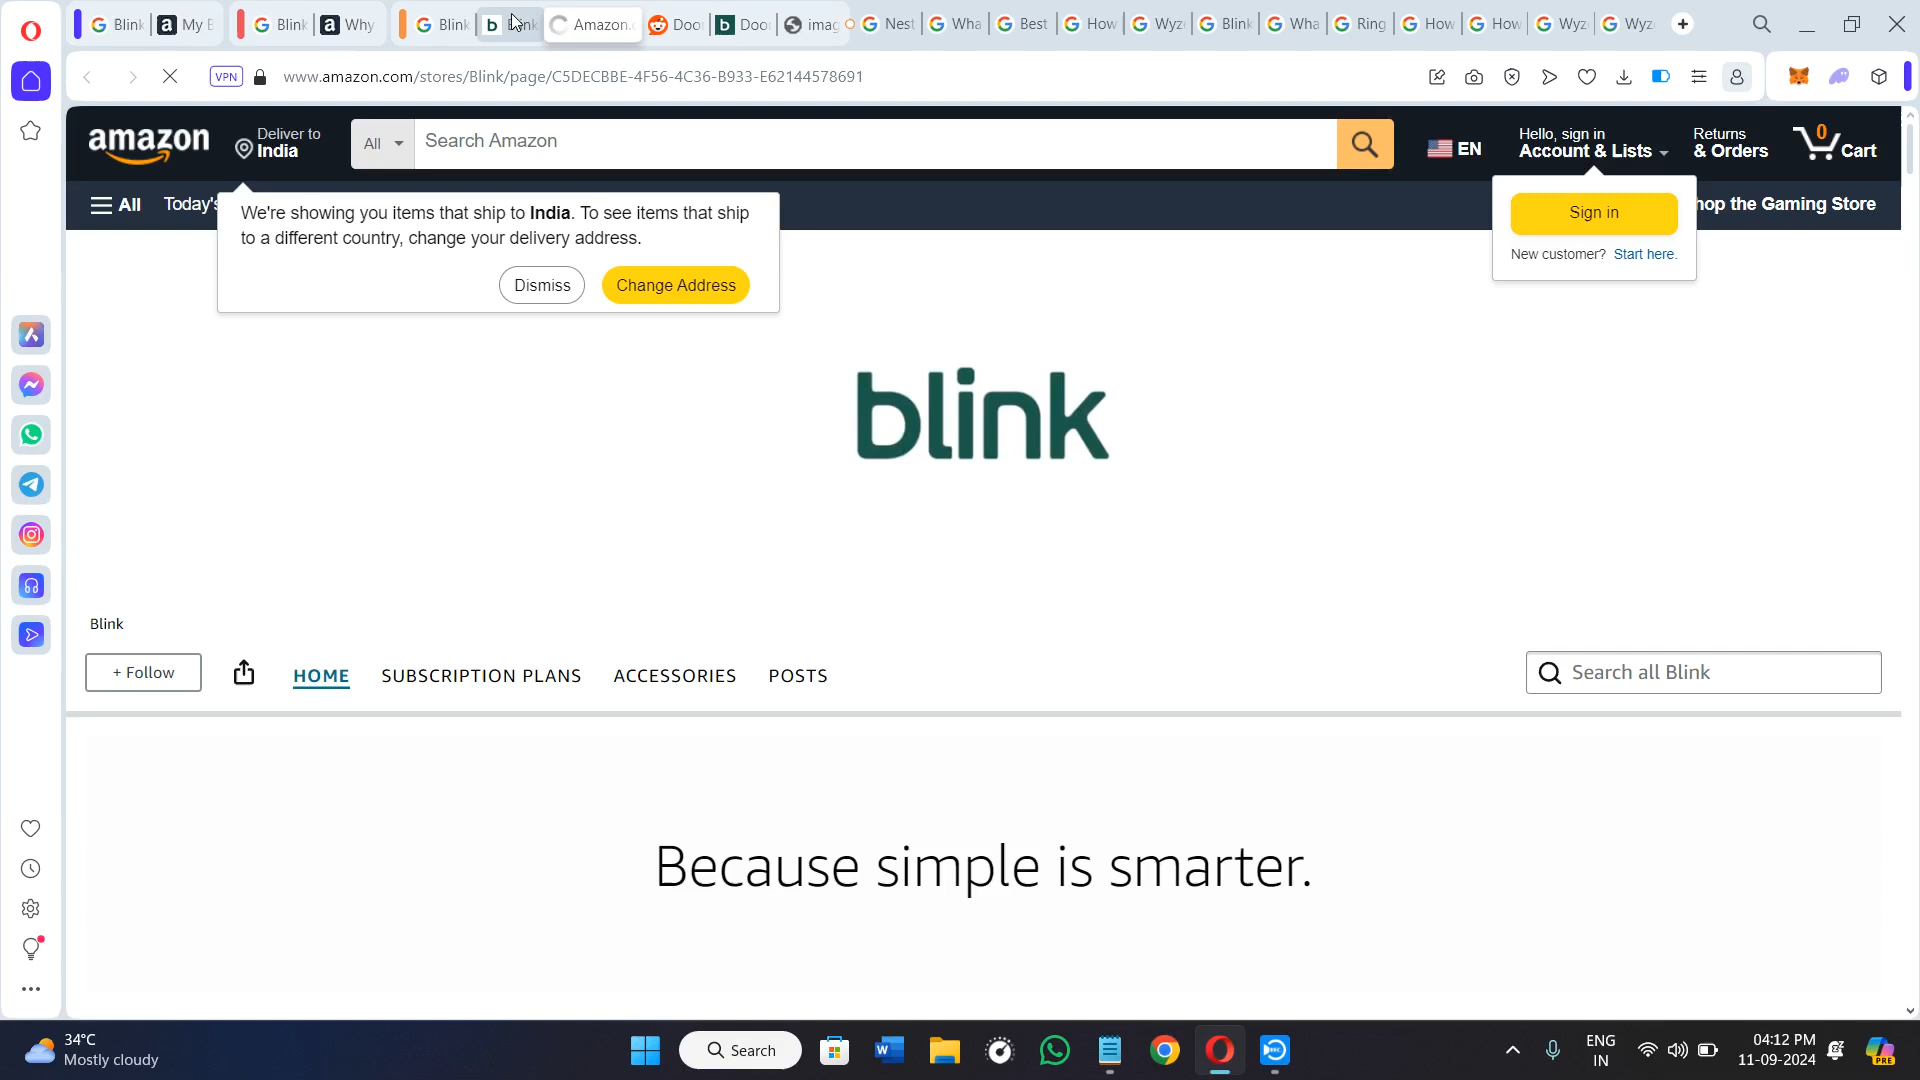 Blink
My B
Blink
Why
Blink
Blink
Amazon.c
Doo
Doo
imag
Nest
Wha
Best
How
Wyz
Blink
Wha
Ring
How
How
Wyz
Wyz
VPN
www.amazon.com/stores/Blink/page/C5DECBBE-4F56-4C36-B933-E62144578691
amazon
Deliver to
India
All
Search Amazon
EN
Hello, sign in
Account & Lists
Returns
& Orders
0
Cart
All
Today's
hop the Gaming Store
We're showing you items that ship to India. To see items that ship
to a different country, change your delivery address.
Dismiss
Change Address
Sign in
New customer? Start here.
blink
Blink
+ Follow
HOME
SUBSCRIPTION PLANS
ACCESSORIES
POSTS
Search all Blink
Because simple is smarter.
34°C
Mostly cloudy
Search
ENG
IN
04:12 PM
11-09-2024